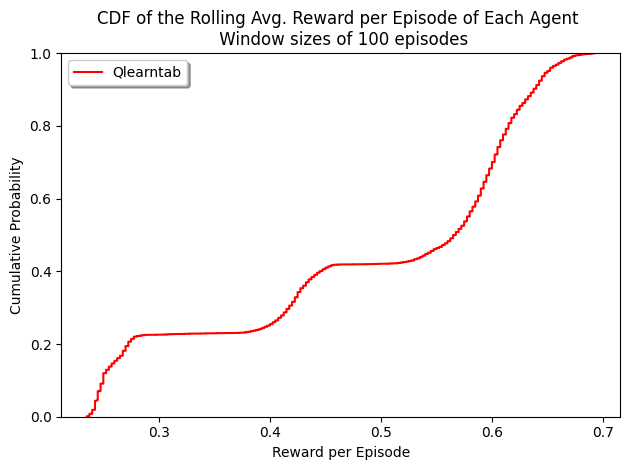 CDF of the Rolling Avg. Reward per Episode of Each Agent
Window sizes of 100 episodes
Qlearntab
Cumulative Probability
1.0
0.8
0.6
0.4
0.2
0.0
0.3 0.4 0.5 0.6 0.7
Reward per Episode